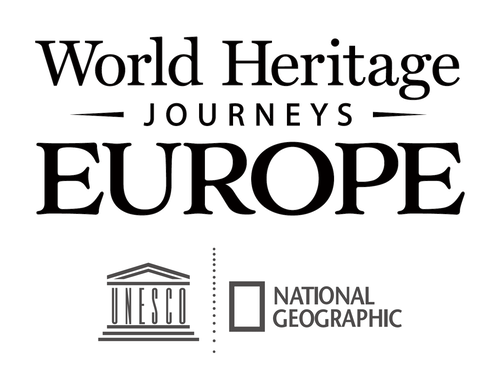 World Heritage
JOURNEYS
EUROPE
UNESCO
NATIONAL
GEOGRAPHIC